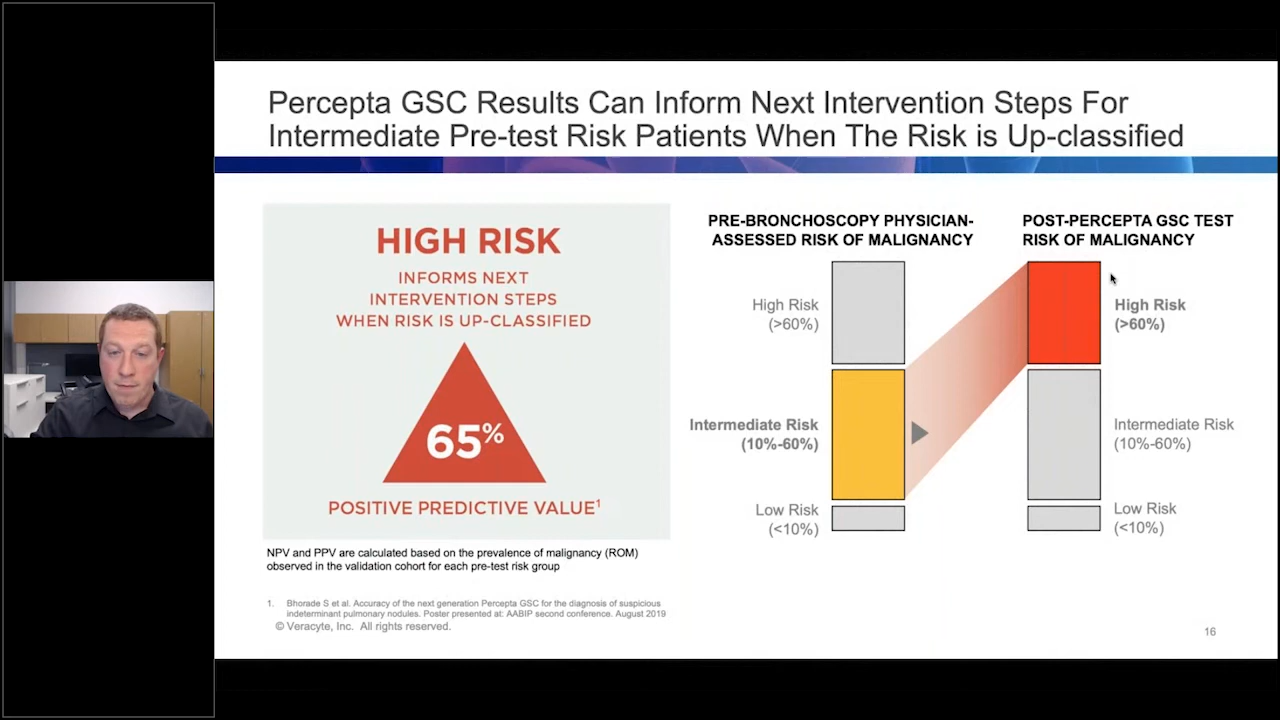 Percepta GSC Results Can Inform Next Intervention Steps For
Intermediate Pre-test Risk Patients When The Risk is Up-classified
HIGH RISK
INFORMS NEXT
INTERVENTION STEPS
WHEN RISK IS UP-CLASSIFIED
65%
POSITIVE PREDICTIVE VALUE1
NPV and PPV are calculated based on the prevalence of malignancy (ROM)
observed in the validation cohort for each pre-test risk group
1. Bhorade S et al. Accuracy of the next generation Percepta GSC for the diagnosis of suspicious
indeterminant pulmonary nodules. Poster presented at: AABIP second conference. August 2019
© Veracyte, Inc. All rights reserved.
PRE-BRONCHOSCOPY PHYSICIAN-
ASSESSED RISK OF MALIGNANCY
High Risk
(>60%)
Intermediate Risk
(10%-60%)
Low Risk
(<10%)
POST-PERCEPTA GSC TEST
RISK OF MALIGNANCY
High Risk
(>60%)
Intermediate Risk
(10%-60%)
Low Risk
(<10%)
16